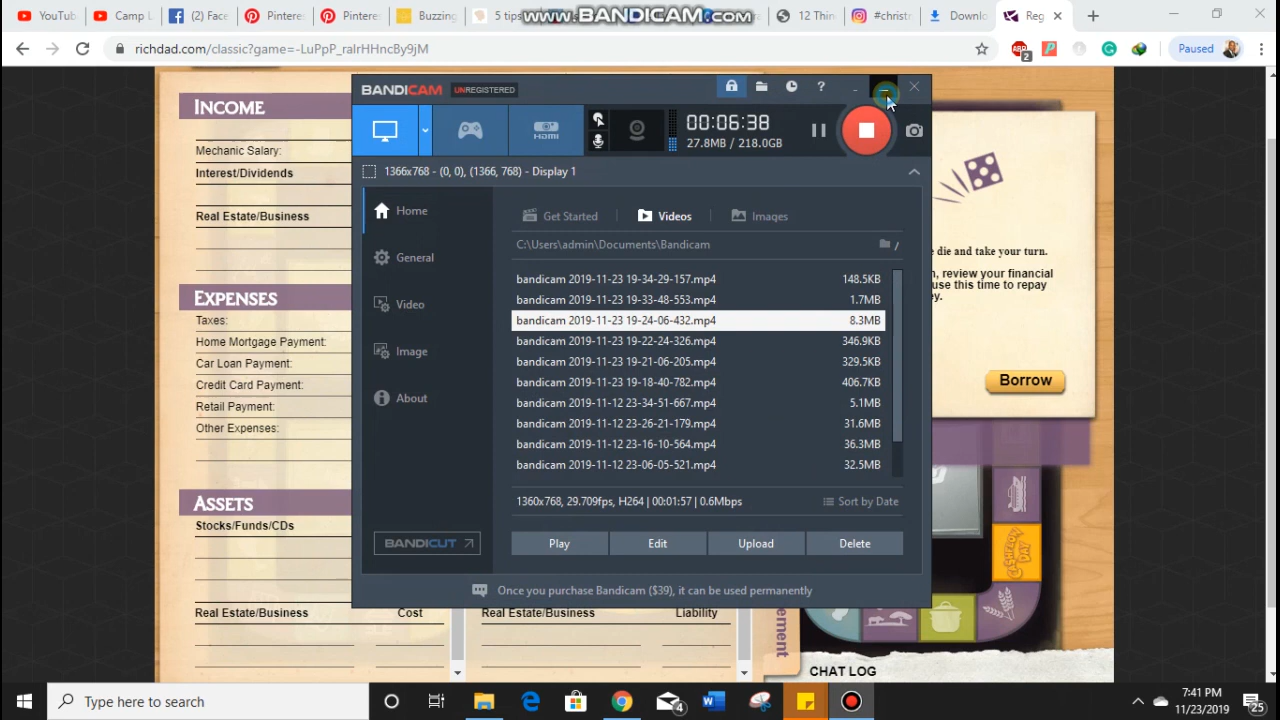 YouTub
Camp L
(2) Face
Pinteres
Pinteres
Buzzing
5 tips
www.BANDICAM.com
12 Thin
#christ
Downlo
Reg
richdad.com/classic?game=-LuPpP_ralrHHncBy9jM
ABP
2
Paused
INCOME
Mechanic Salary:
Interest/Dividends
Real Estate/Business
EXPENSES
Taxes:
Home Mortgage Payment:
Car Loan Payment:
Credit Card Payment:
Retail Payment:
Other Expenses:
ASSETS
Stocks/Funds/CDs
Real Estate/Business Cost
Real Estate/Business Liability
BANDICAM UNREGISTERED
00:06:38
27.8MB / 218.0GB
HDMI
1366x768 - (0, 0), (1366, 768) - Display 1
Home
General
Video
Image
About
BANDICUT
Get Started
Videos
Images
C:\Users\admin\Documents\Bandicam
bandicam 2019-11-23 19-34-29-157.mp4 148.5KB
bandicam 2019-11-23 19-33-48-553.mp4 1.7MB
bandicam 2019-11-23 19-24-06-432.mp4 8.3MB
bandicam 2019-11-23 19-22-24-326.mp4 346.9KB
bandicam 2019-11-23 19-21-06-205.mp4 329.5KB
bandicam 2019-11-23 19-18-40-782.mp4 406.7KB
bandicam 2019-11-12 23-34-51-667.mp4 5.1MB
bandicam 2019-11-12 23-26-21-179.mp4 31.6MB
bandicam 2019-11-12 23-16-10-564.mp4 36.3MB
bandicam 2019-11-12 23-06-05-521.mp4 32.5MB
1360x768, 29.709fps, H264 | 00:01:57 | 0.6Mbps
Sort by Date
Play
Edit
Upload
Delete
Once you purchase Bandicam ($39), it can be used permanently
e die and take your turn.
n, review your financial
use this time to repay
ey.
Borrow
CASHFLOW DAY
ement
CHAT LOG
Type here to search
4
7:41 PM
11/23/2019
25